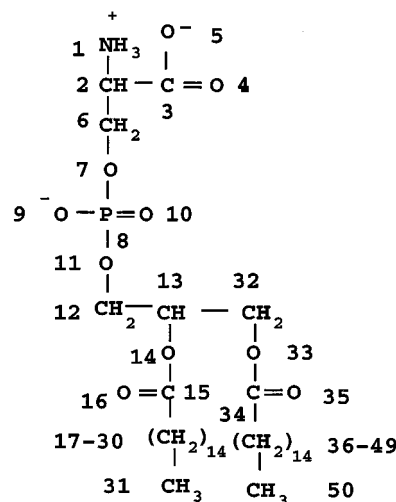 + O⁻ 5
1 NH₃
2 CH — C = O 4
6 CH₂ 3
7 O
⁻
9 O — P = O 10
8
11 O 13 32
12 CH₂ — CH — CH₂
14 O O 33
16 O = C 15 C = O 35
34
17-30 (CH₂)₁₄ (CH₂)₁₄ 36-49
31 CH₃ CH₃ 50